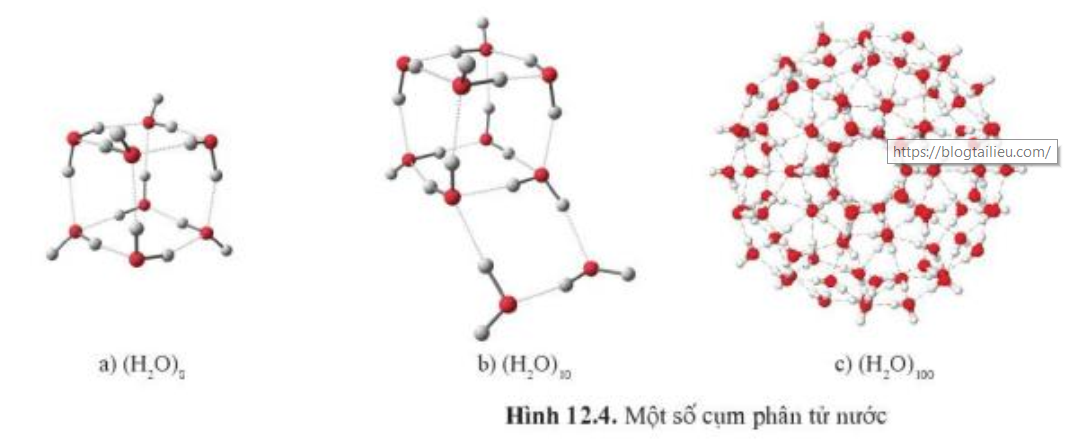 https://blogtailieu.com/
a) (H₂O)₈
b) (H₂O)₁₀
c) (H₂O)₁₀₀
Hình 12.4. Một số cụm phân tử nước